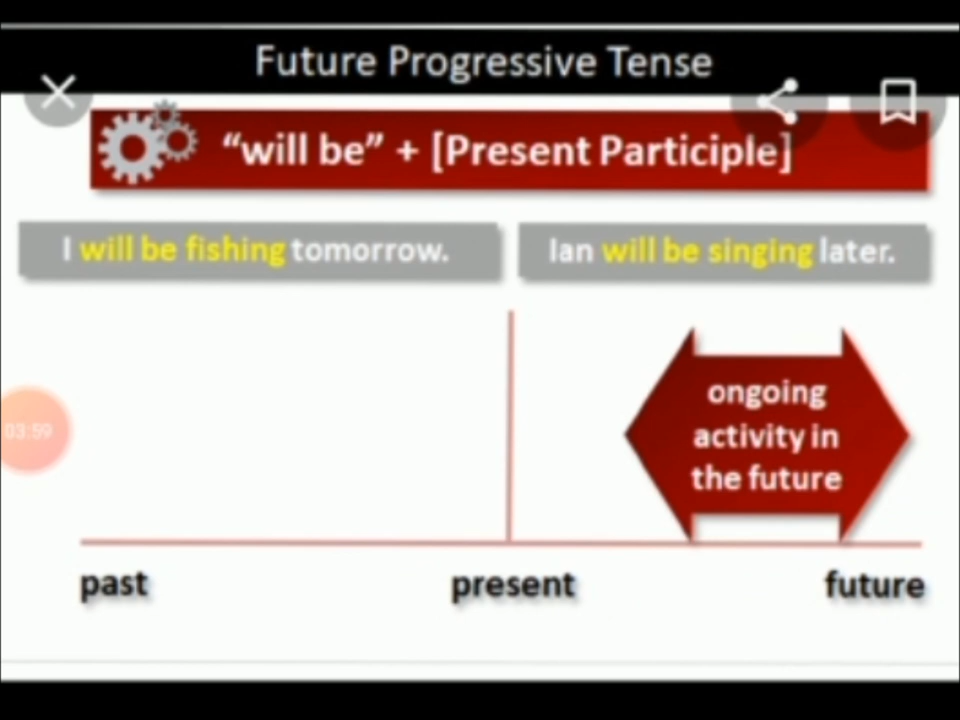 Future Progressive Tense
“will be” + [Present Participle]
I will be fishing tomorrow.
Ian will be singing later.
ongoing
activity in
the future
03:59
past
present
future